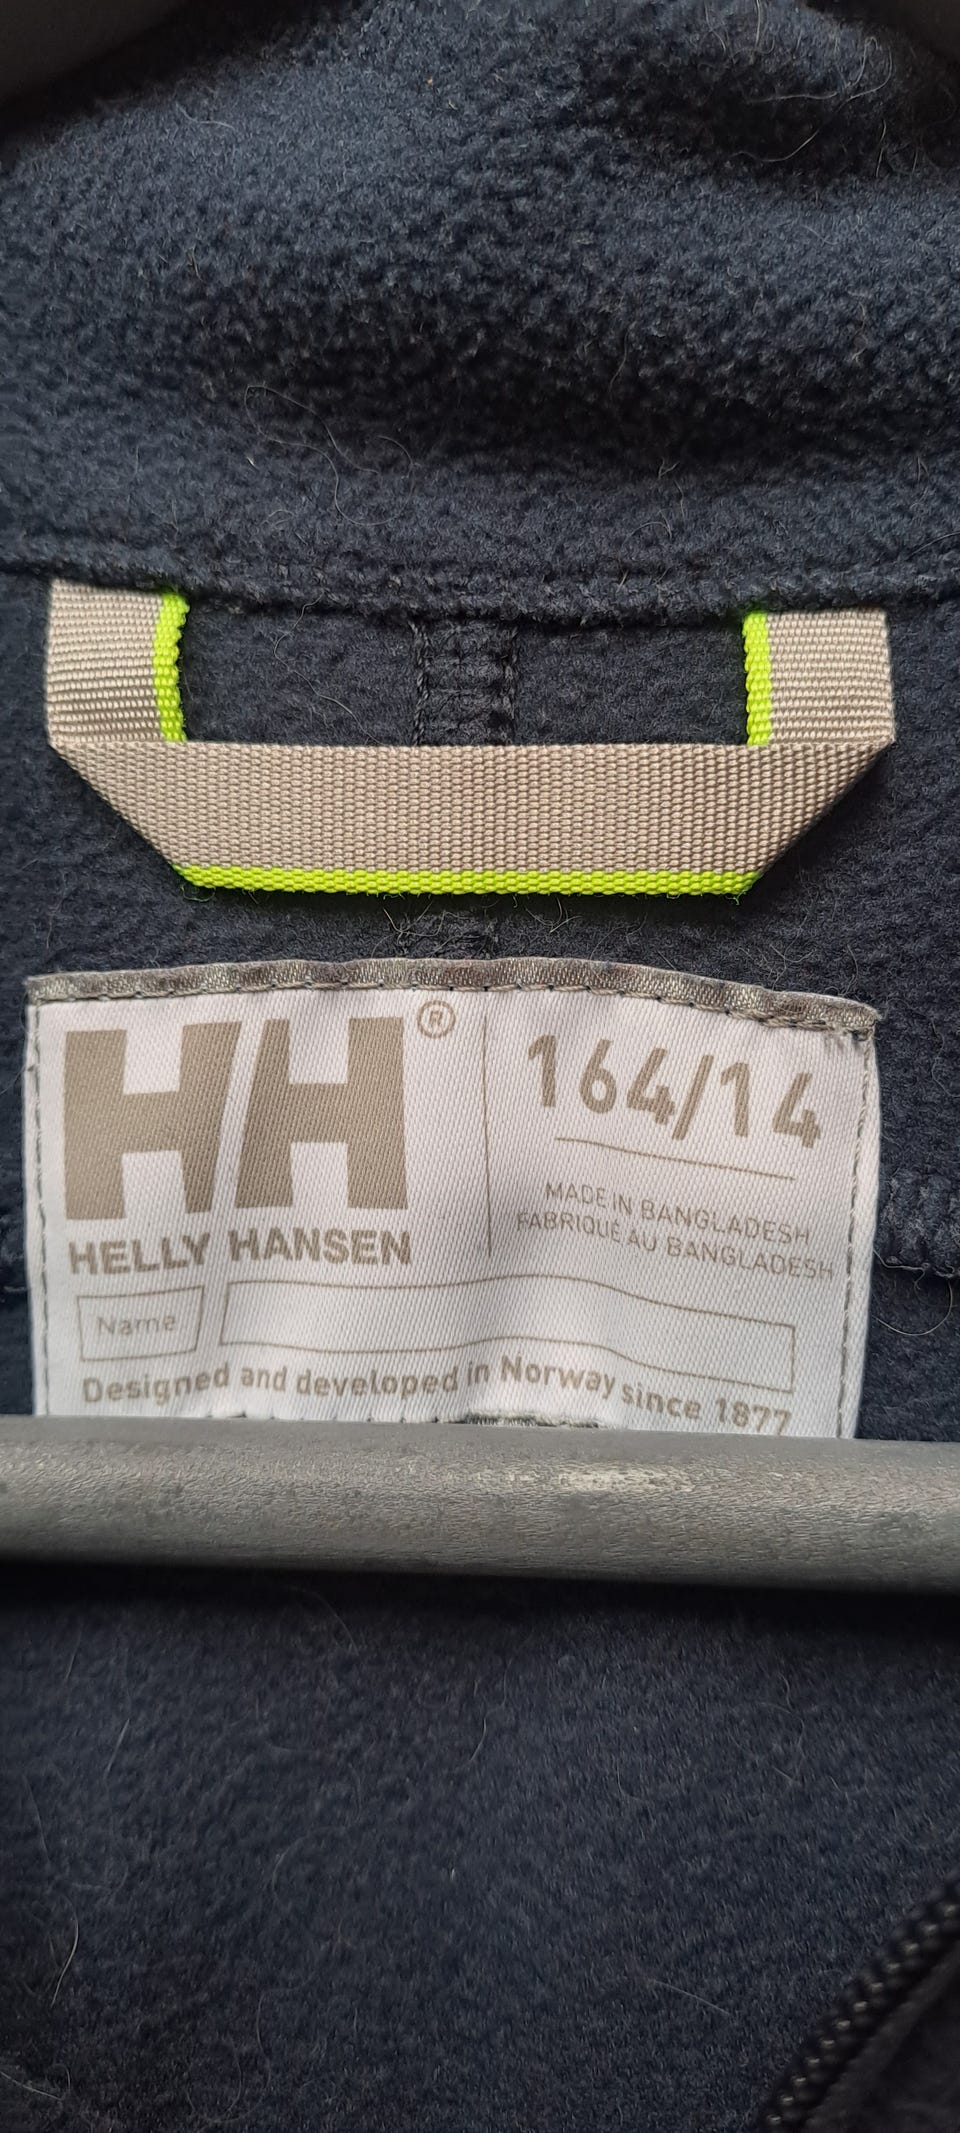 HH®
HELLY HANSEN
164/14
MADE IN BANGLADESH
FABRIQUÉ AU BANGLADESH
Name
Designed and developed in Norway since 1877